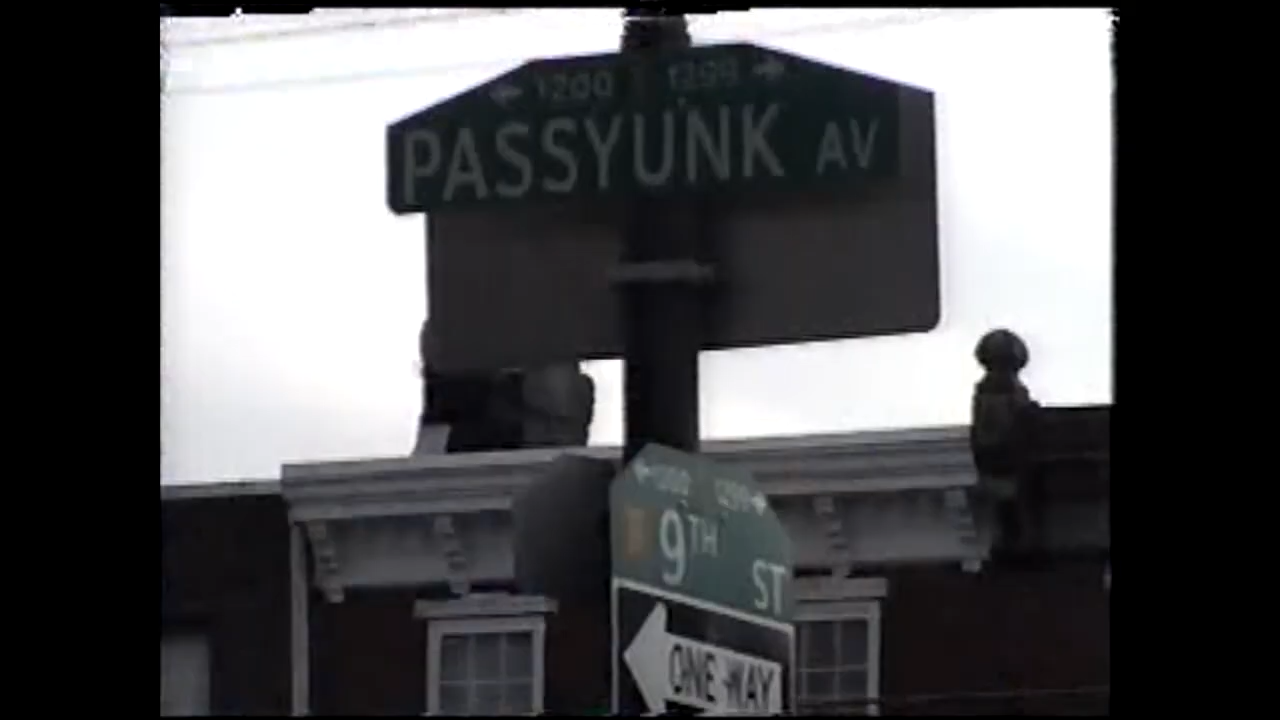 ← 1200 1299 →
PASSYUNK AV
9TH
ST
ONE WAY